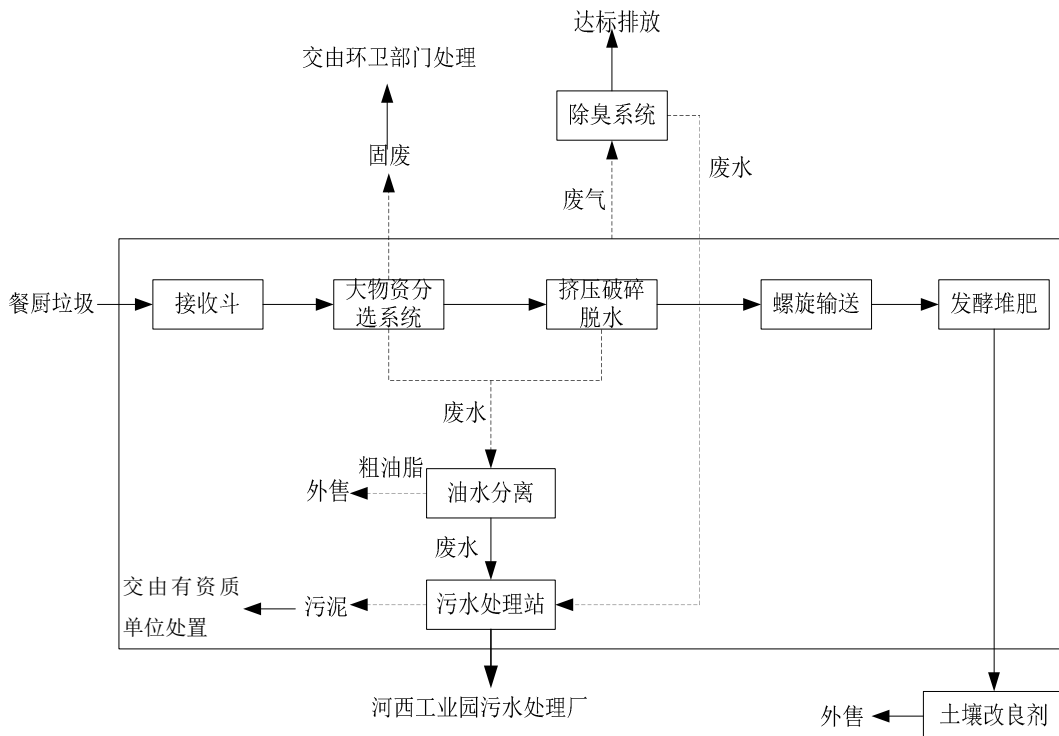 达标排放
交由环卫部门处理
除臭系统
固废
废水
废气
餐厨垃圾
接收斗
大物资分
选系统
挤压破碎
脱水
螺旋输送
发酵堆肥
废水
粗油脂
外售
油水分离
废水
交由有资质
单位处置
污泥
污水处理站
河西工业园污水处理厂
外售
土壤改良剂